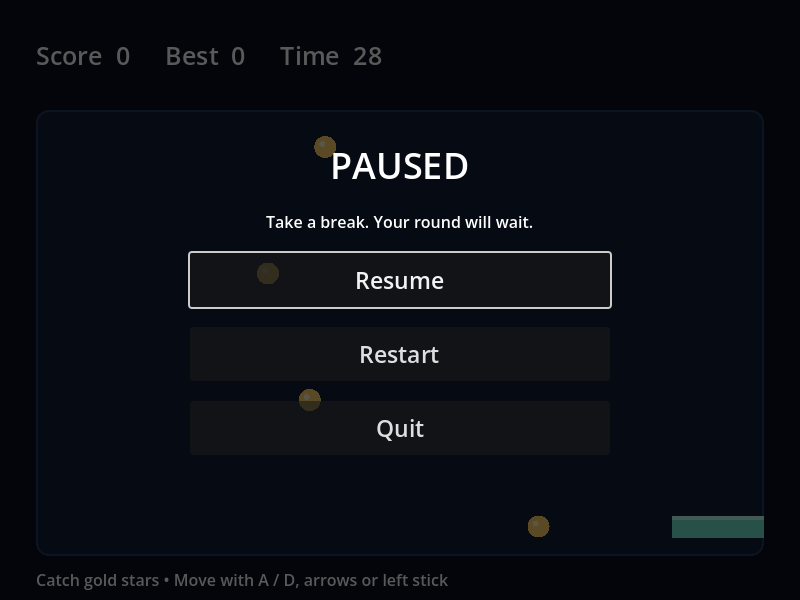 Score 0 Best 0 Time 28
PAUSED
Take a break. Your round will wait.
Resume
Restart
Quit
Catch gold stars • Move with A / D, arrows or left stick